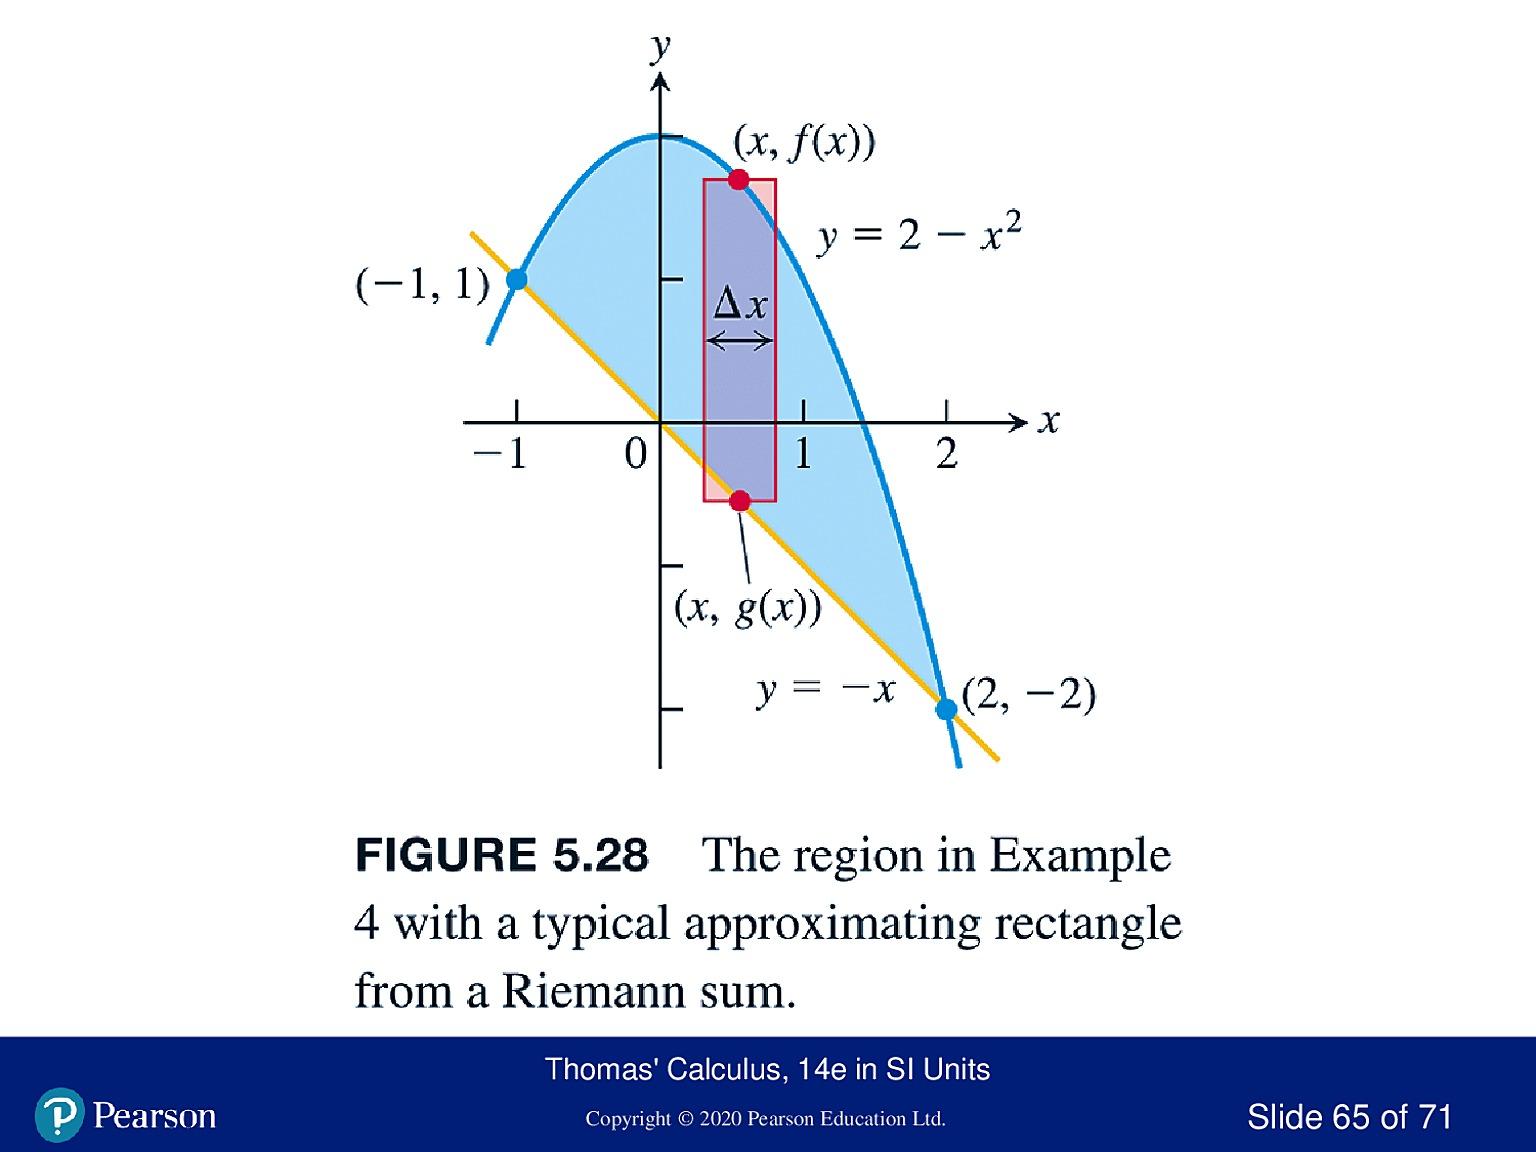 y
(x, f(x))
y = 2 − x²
(−1, 1)
Δx
x
−1
0
1
2
(x, g(x))
y = −x
(2, −2)
FIGURE 5.28 The region in Example
4 with a typical approximating rectangle
from a Riemann sum.
Thomas' Calculus, 14e in SI Units
Pearson
Copyright © 2020 Pearson Education Ltd.
Slide 65 of 71